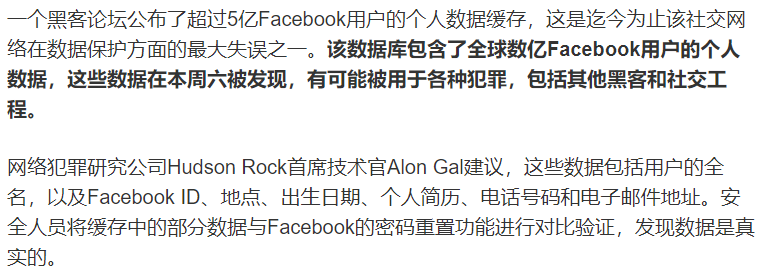 一个黑客论坛公布了超过5亿Facebook用户的个人数据缓存，这是迄今为止该社交网
络在数据保护方面的最大失误之一。该数据库包含了全球数亿Facebook用户的个人
数据，这些数据在本周六被发现，有可能被用于各种犯罪，包括其他黑客和社交工
程。
网络犯罪研究公司Hudson Rock首席技术官Alon Gal建议，这些数据包括用户的全
名，以及Facebook ID、地点、出生日期、个人简历、电话号码和电子邮件地址。安
全人员将缓存中的部分数据与Facebook的密码重置功能进行对比验证，发现数据是真
实的。